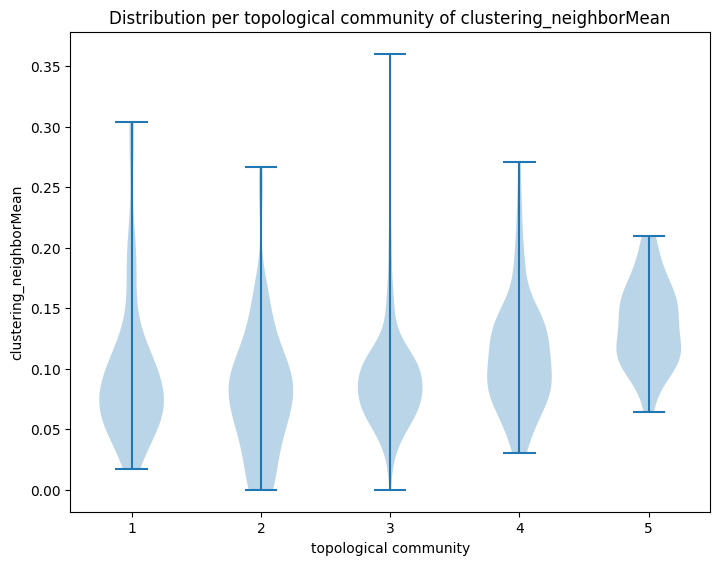 Distribution per topological community of clustering_neighborMean
clustering_neighborMean
0.35
0.30
0.25
0.20
0.15
0.10
0.05
0.00
1 2 3 4 5
topological community